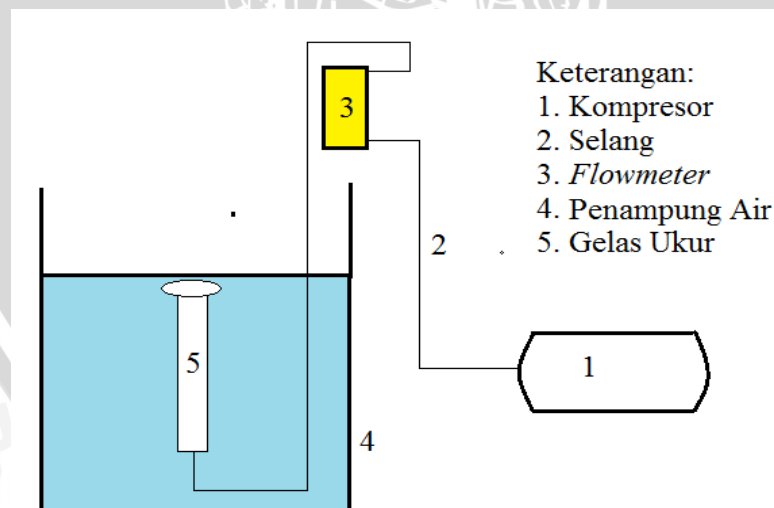 3
Keterangan:
1. Kompresor
2. Selang
3. Flowmeter
4. Penampung Air
5. Gelas Ukur
2
5
1
4